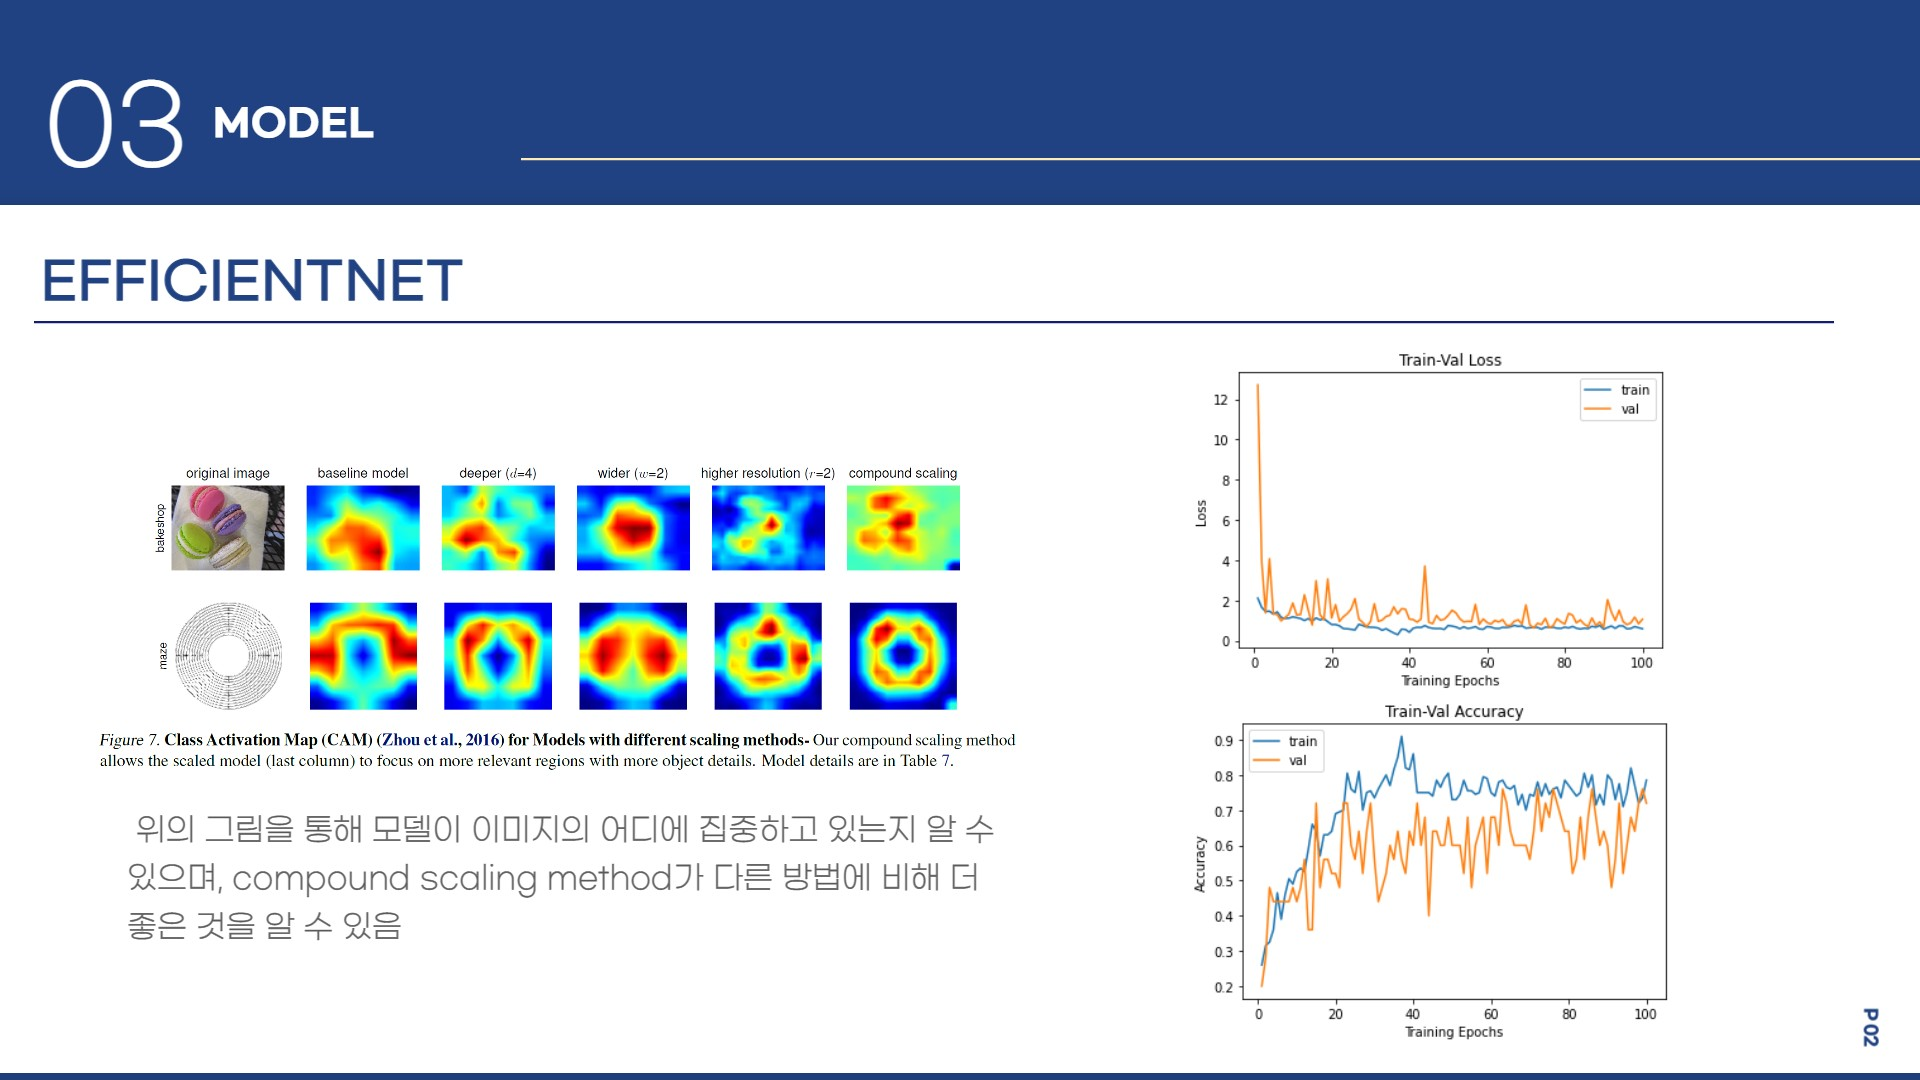 03 MODEL
EFFICIENTNET
original image baseline model deeper (d=4) wider (w=2) higher resolution (r=2) compound scaling
bakeshop
maze
Figure 7. Class Activation Map (CAM) (Zhou et al., 2016) for Models with different scaling methods- Our compound scaling method
allows the scaled model (last column) to focus on more relevant regions with more object details. Model details are in Table 7.
위의 그림을 통해 모델이 이미지의 어디에 집중하고 있는지 알 수
있으며, compound scaling method가 다른 방법에 비해 더
좋은 것을 알 수 있음
Train-Val Loss
train
val
Loss
12
10
8
6
4
2
0
0 20 40 60 80 100
Training Epochs
Train-Val Accuracy
train
val
Accuracy
0.9
0.8
0.7
0.6
0.5
0.4
0.3
0.2
0 20 40 60 80 100
Training Epochs
P 02